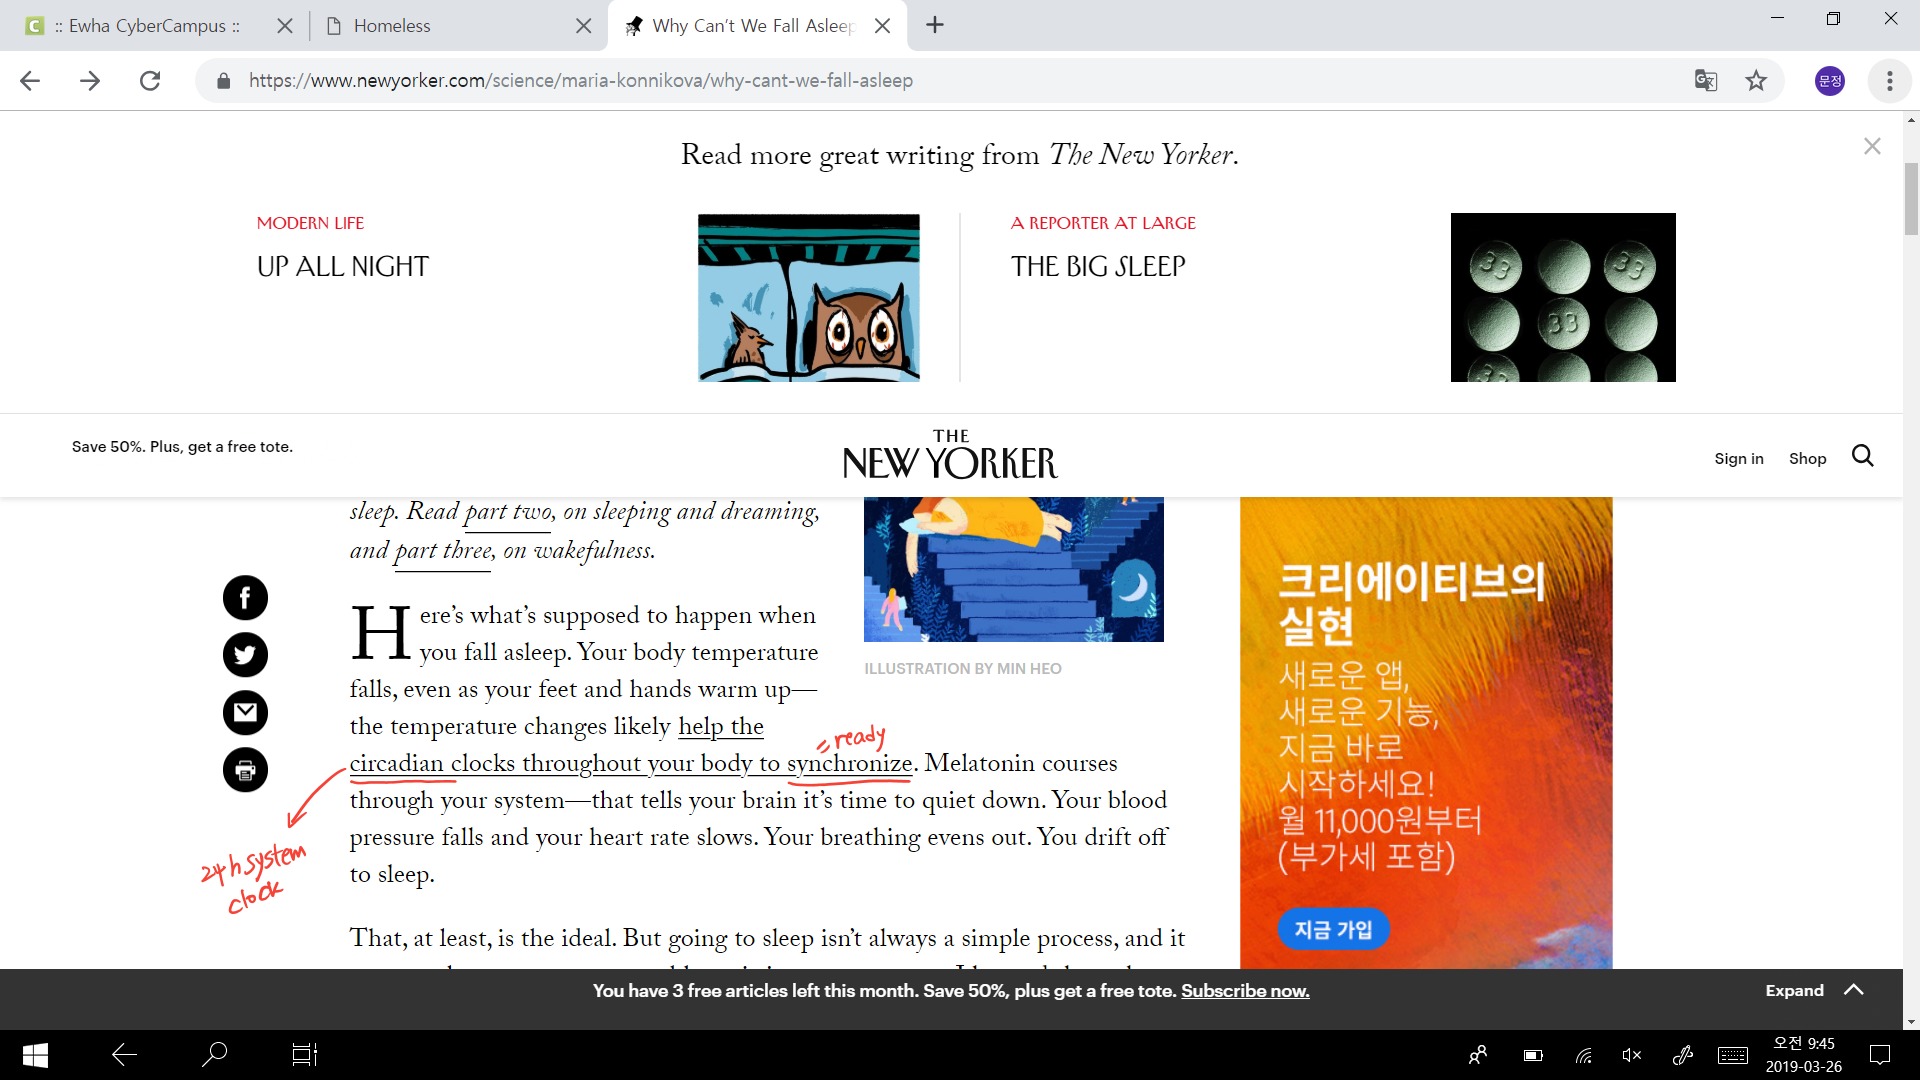 :: Ewha CyberCampus ::
Homeless
Why Can't We Fall Asleep
https://www.newyorker.com/science/maria-konnikova/why-cant-we-fall-asleep
문정
Read more great writing from The New Yorker.
MODERN LIFE
UP ALL NIGHT
A REPORTER AT LARGE
THE BIG SLEEP
33
33
33
33
Save 50%. Plus, get a free tote.
THE
NEW YORKER
Sign in
Shop
sleep. Read part two, on sleeping and dreaming,
and part three, on wakefulness.
Here's what's supposed to happen when
you fall asleep. Your body temperature
falls, even as your feet and hands warm up—
the temperature changes likely help the
= ready
circadian clocks throughout your body to synchronize. Melatonin courses
through your system—that tells your brain it's time to quiet down. Your blood
pressure falls and your heart rate slows. Your breathing evens out. You drift off
to sleep.
24h system
clock
That, at least, is the ideal. But going to sleep isn't always a simple process, and it
ILLUSTRATION BY MIN HEO
크리에이티브의
실현
새로운 앱,
새로운 기능,
지금 바로
시작하세요!
월 11,000원부터
(부가세 포함)
지금 가입
You have 3 free articles left this month. Save 50%, plus get a free tote. Subscribe now.
Expand
오전 9:45
2019-03-26